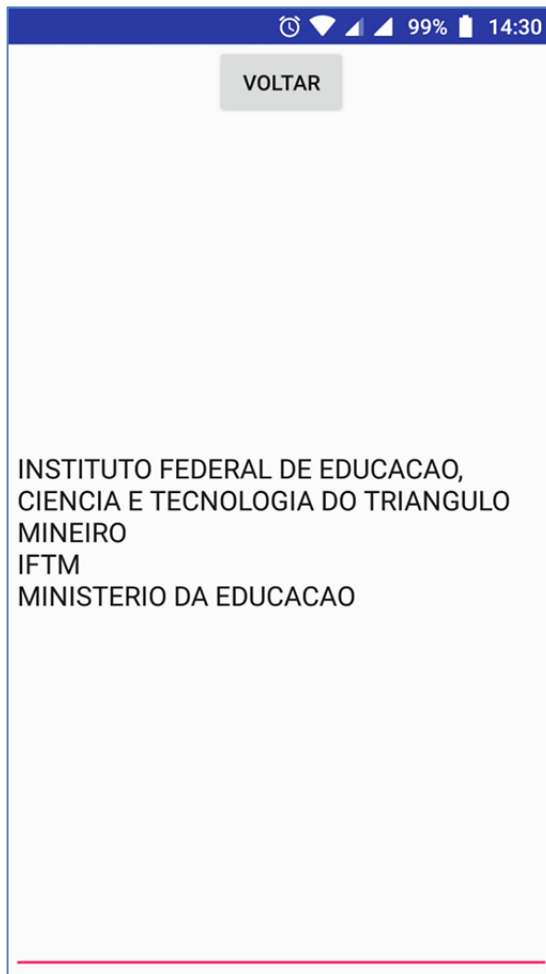 99% 14:30
VOLTAR
INSTITUTO FEDERAL DE EDUCACAO,
CIENCIA E TECNOLOGIA DO TRIANGULO
MINEIRO
IFTM
MINISTERIO DA EDUCACAO